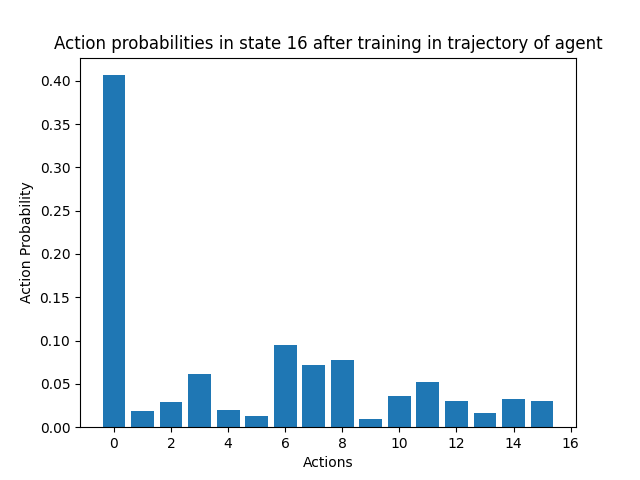 Action probabilities in state 16 after training in trajectory of agent
0.40
0.35
0.30
0.25
0.20
0.15
0.10
0.05
0.00
Action Probability
0 2 4 6 8 10 12 14 16
Actions